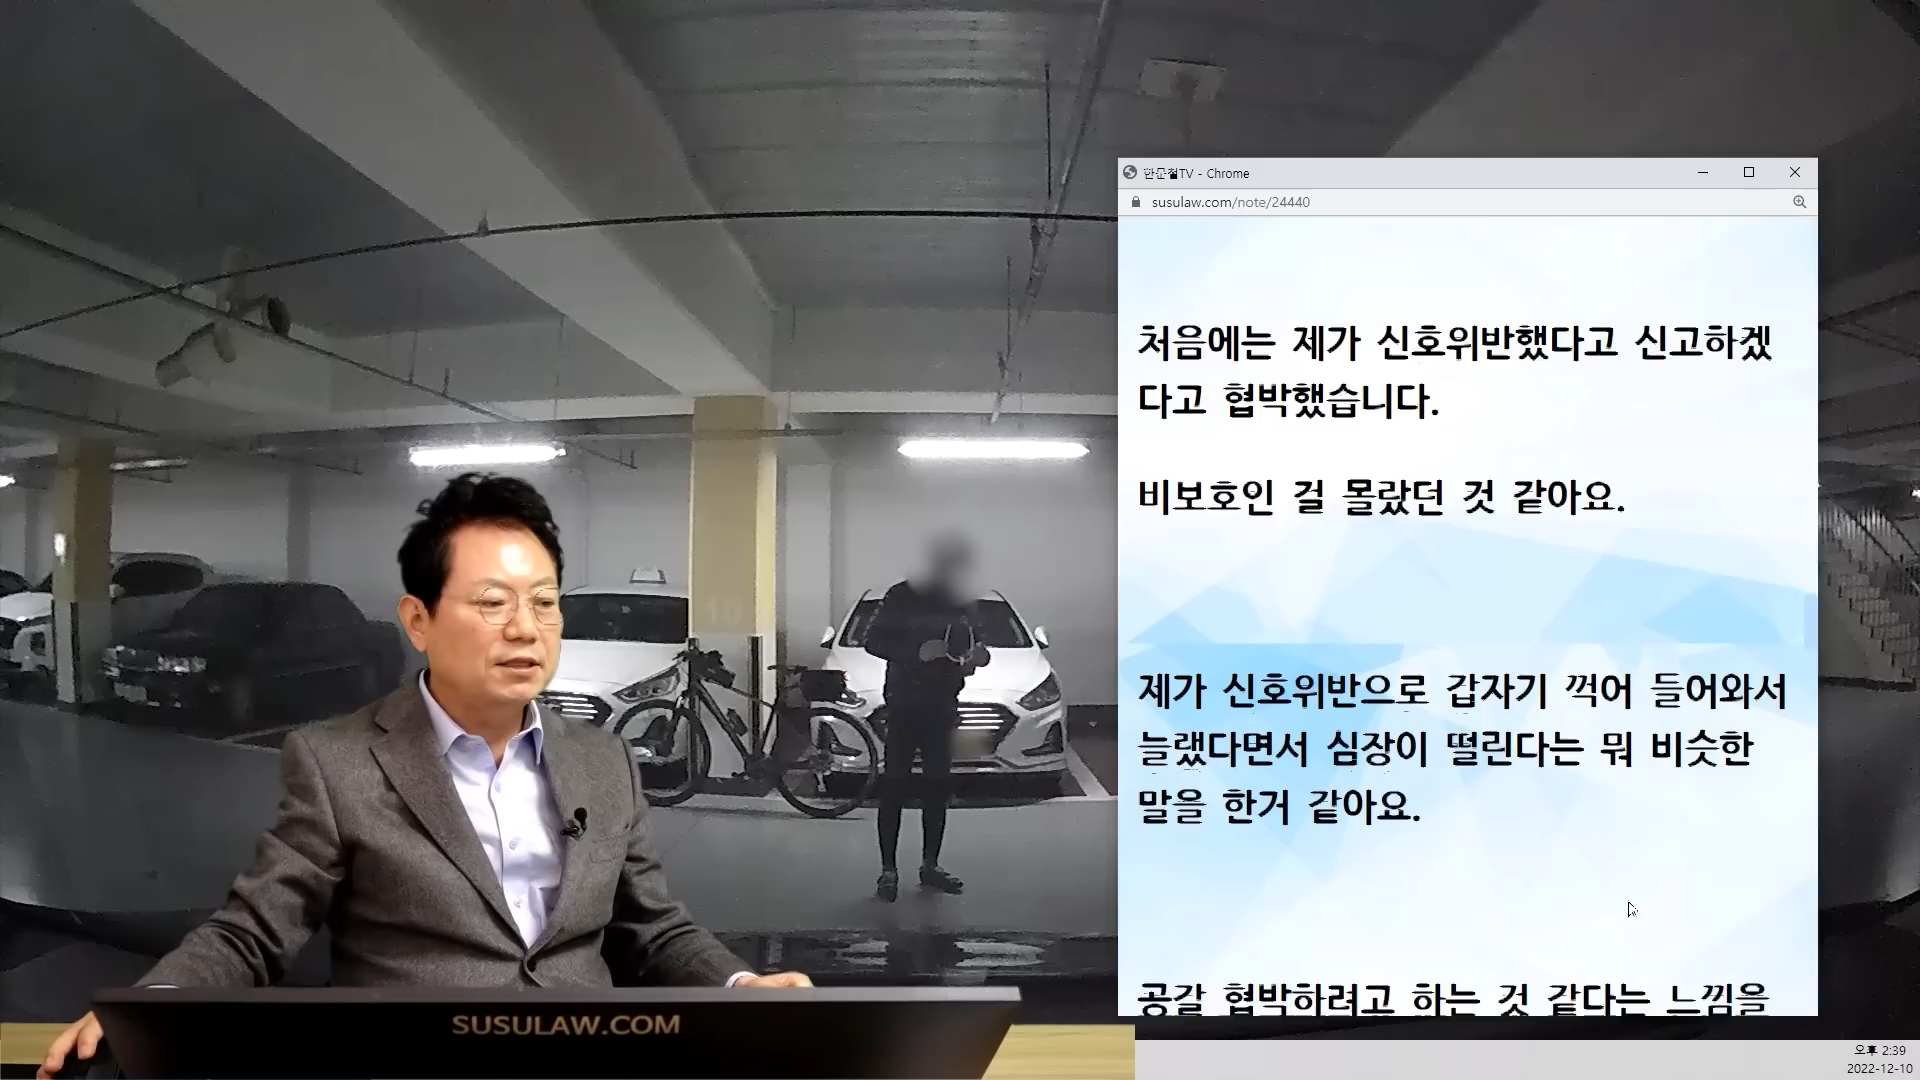 한문철TV - Chrome
susulaw.com/note/24440
처음에는 제가 신호위반했다고 신고하겠
다고 협박했습니다.
비보호인 걸 몰랐던 것 같아요.
제가 신호위반으로 갑자기 꺽어 들어와서
늘랬다면서 심장이 떨린다는 뭐 비슷한
말을 한거 같아요.
공갈 협박하려고 하는 것 같다는 느낌을
SUSULAW.COM
오후 2:39
2022-12-10